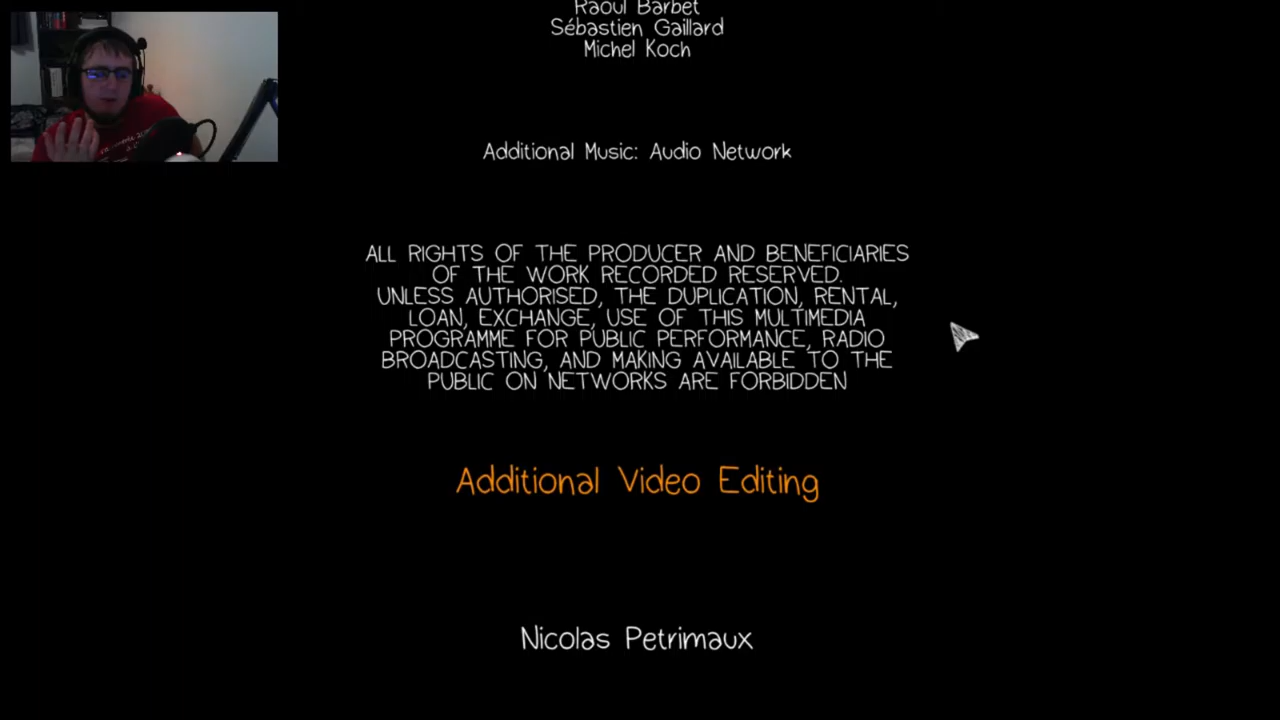 Raoul Barbet
Sébastien Gaillard
Michel Koch
Additional Music: Audio Network
ALL RIGHTS OF THE PRODUCER AND BENEFICIARIES
OF THE WORK RECORDED RESERVED.
UNLESS AUTHORISED, THE DUPLICATION, RENTAL,
LOAN, EXCHANGE, USE OF THIS MULTIMEDIA
PROGRAMME FOR PUBLIC PERFORMANCE, RADIO
BROADCASTING, AND MAKING AVAILABLE TO THE
PUBLIC ON NETWORKS ARE FORBIDDEN
Additional Video Editing
Nicolas Petrimaux